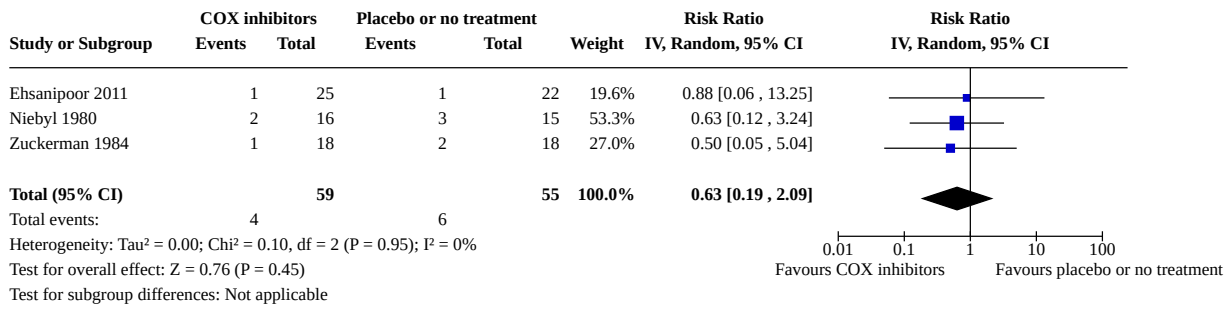 COX inhibitors Placebo or no treatment Risk Ratio Risk Ratio
Study or Subgroup Events Total Events Total Weight IV, Random, 95% CI IV, Random, 95% CI
Ehsanipoor 2011 1 25 1 22 19.6% 0.88 [0.06 , 13.25]
Niebyl 1980 2 16 3 15 53.3% 0.63 [0.12 , 3.24]
Zuckerman 1984 1 18 2 18 27.0% 0.50 [0.05 , 5.04]
Total (95% CI) 59 55 100.0% 0.63 [0.19 , 2.09]
Total events: 4 6
Heterogeneity: Tau² = 0.00; Chi² = 0.10, df = 2 (P = 0.95); I² = 0%
0.01 0.1 1 10 100
Test for overall effect: Z = 0.76 (P = 0.45) Favours COX inhibitors Favours placebo or no treatment
Test for subgroup differences: Not applicable